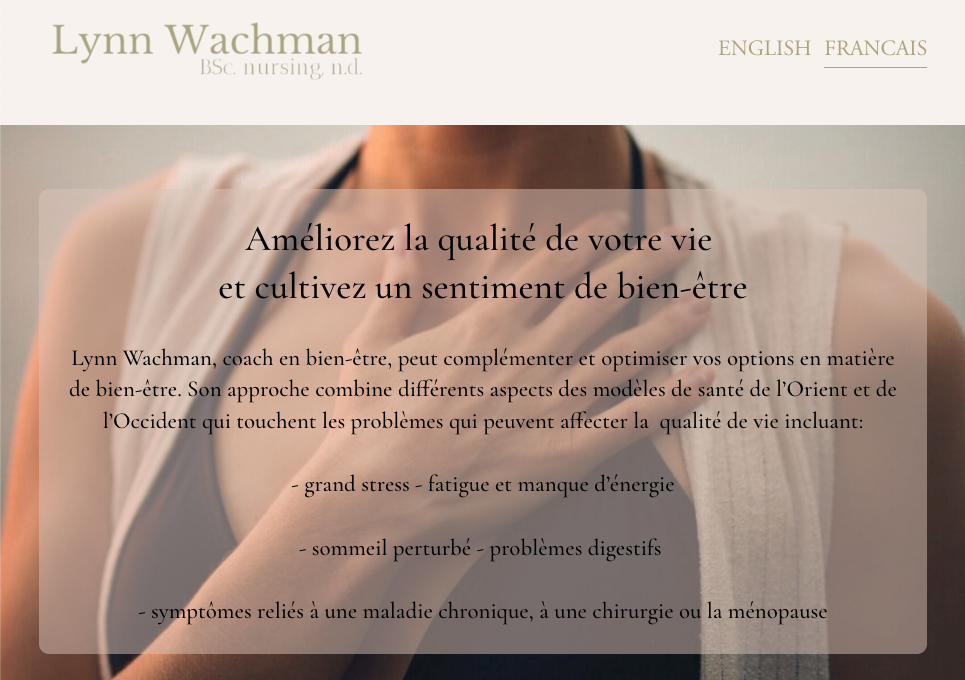 Lynn Wachman
BSc. nursing, n.d.
ENGLISH FRANCAIS
Améliorez la qualité de votre vie
et cultivez un sentiment de bien-être
Lynn Wachman, coach en bien-être, peut complémenter et optimiser vos options en matière
de bien-être. Son approche combine différents aspects des modèles de santé de l'Orient et de
l'Occident qui touchent les problèmes qui peuvent affecter la qualité de vie incluant:
- grand stress - fatigue et manque d'énergie
- sommeil perturbé - problèmes digestifs
- symptômes reliés à une maladie chronique, à une chirurgie ou la ménopause